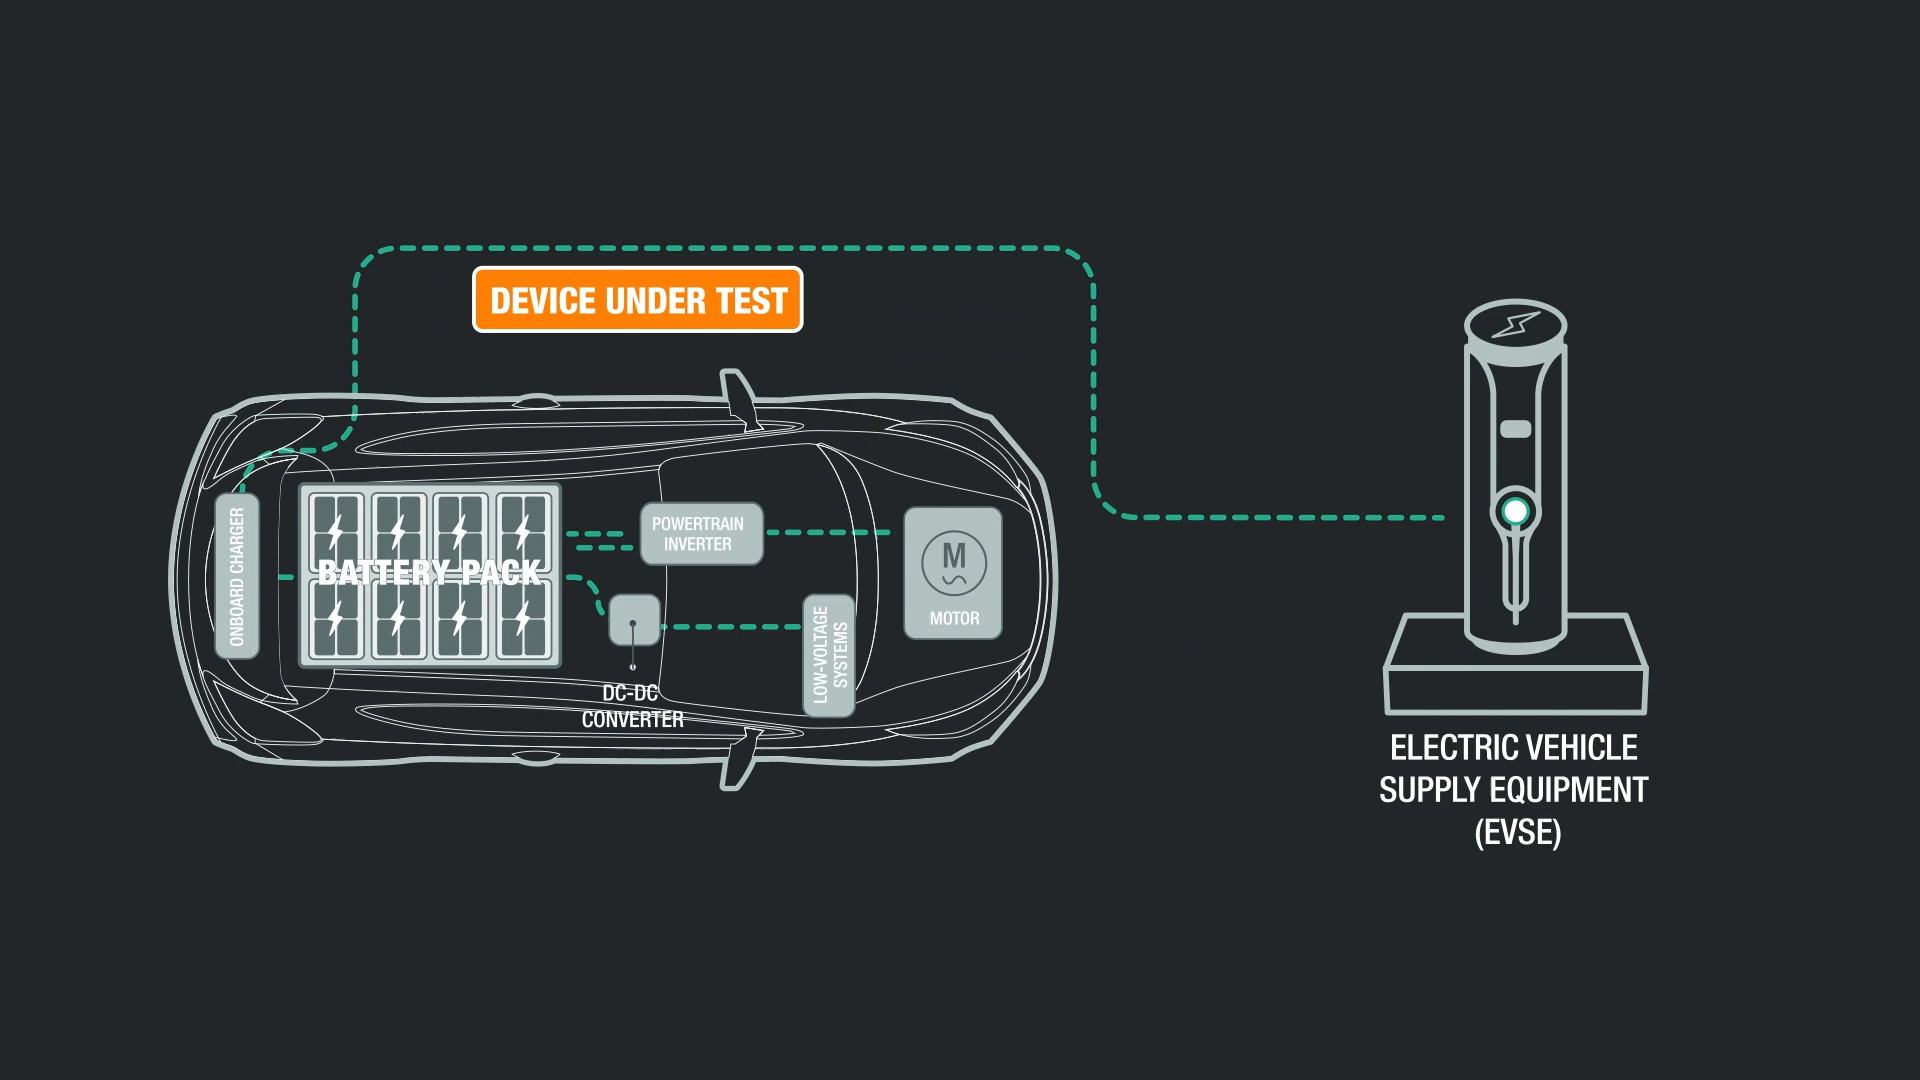 DEVICE UNDER TEST
ONBOARD CHARGER
BATTERY PACK
POWERTRAIN
INVERTER
M
MOTOR
LOW-VOLTAGE
SYSTEMS
DC-DC
CONVERTER
ELECTRIC VEHICLE
SUPPLY EQUIPMENT
(EVSE)